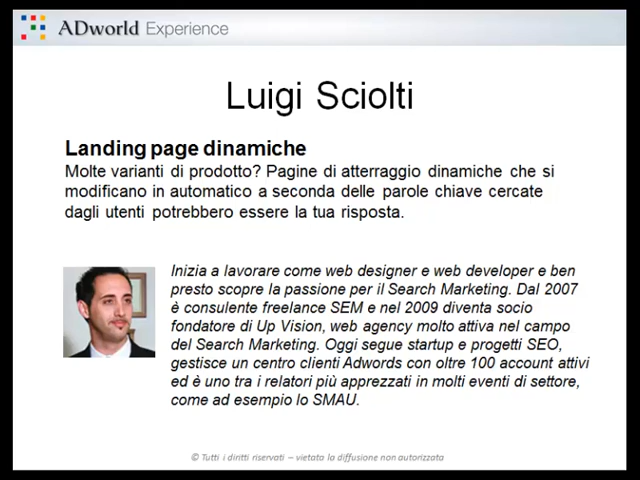 ADworld Experience
Luigi Sciolti
Landing page dinamiche
Molte varianti di prodotto? Pagine di atterraggio dinamiche che si
modificano in automatico a seconda delle parole chiave cercate
dagli utenti potrebbero essere la tua risposta.
Inizia a lavorare come web designer e web developer e ben
presto scopre la passione per il Search Marketing. Dal 2007
è consulente freelance SEM e nel 2009 diventa socio
fondatore di Up Vision, web agency molto attiva nel campo
del Search Marketing. Oggi segue startup e progetti SEO,
gestisce un centro clienti Adwords con oltre 100 account attivi
ed è uno tra i relatori più apprezzati in molti eventi di settore,
come ad esempio lo SMAU.
© Tutti i diritti riservati – vietata la diffusione non autorizzata